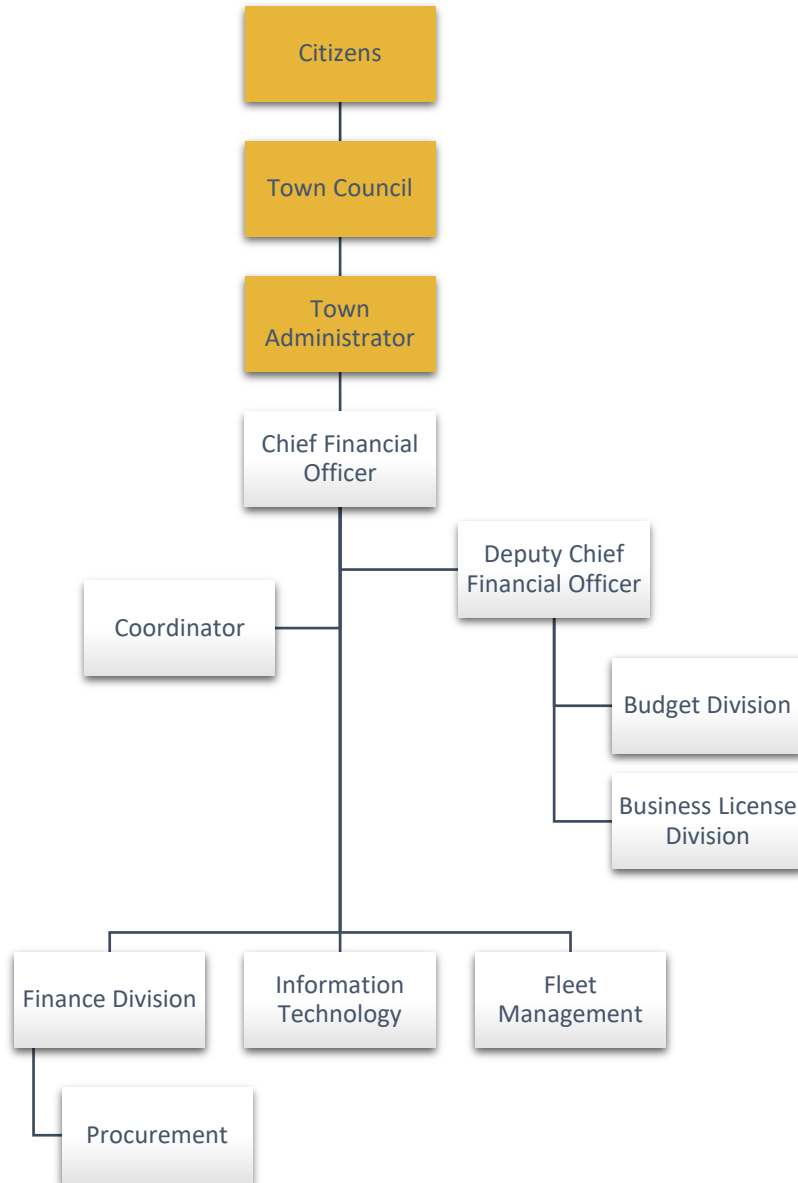 Citizens
Town Council
Town
Administrator
Chief Financial
Officer
Deputy Chief
Financial Officer
Coordinator
Budget Division
Business License
Division
Finance Division
Information
Technology
Fleet
Management
Procurement